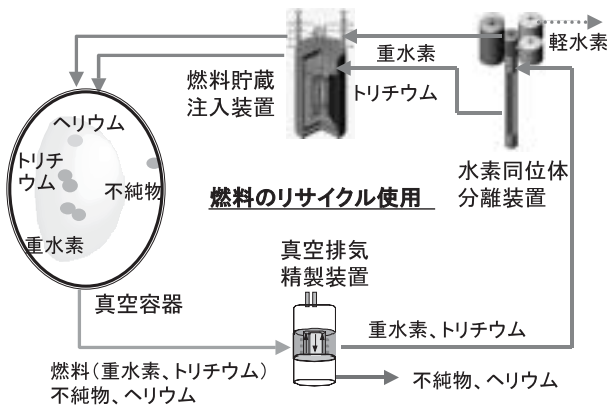 軽水素
重水素
燃料貯蔵
注入装置
トリチウム
水素同位体
分離装置
ヘリウム
トリチ
ウム
不純物
重水素
燃料のリサイクル使用
真空容器
真空排気
精製装置
重水素、トリチウム
燃料(重水素、トリチウム)
不純物、ヘリウム
不純物、ヘリウム